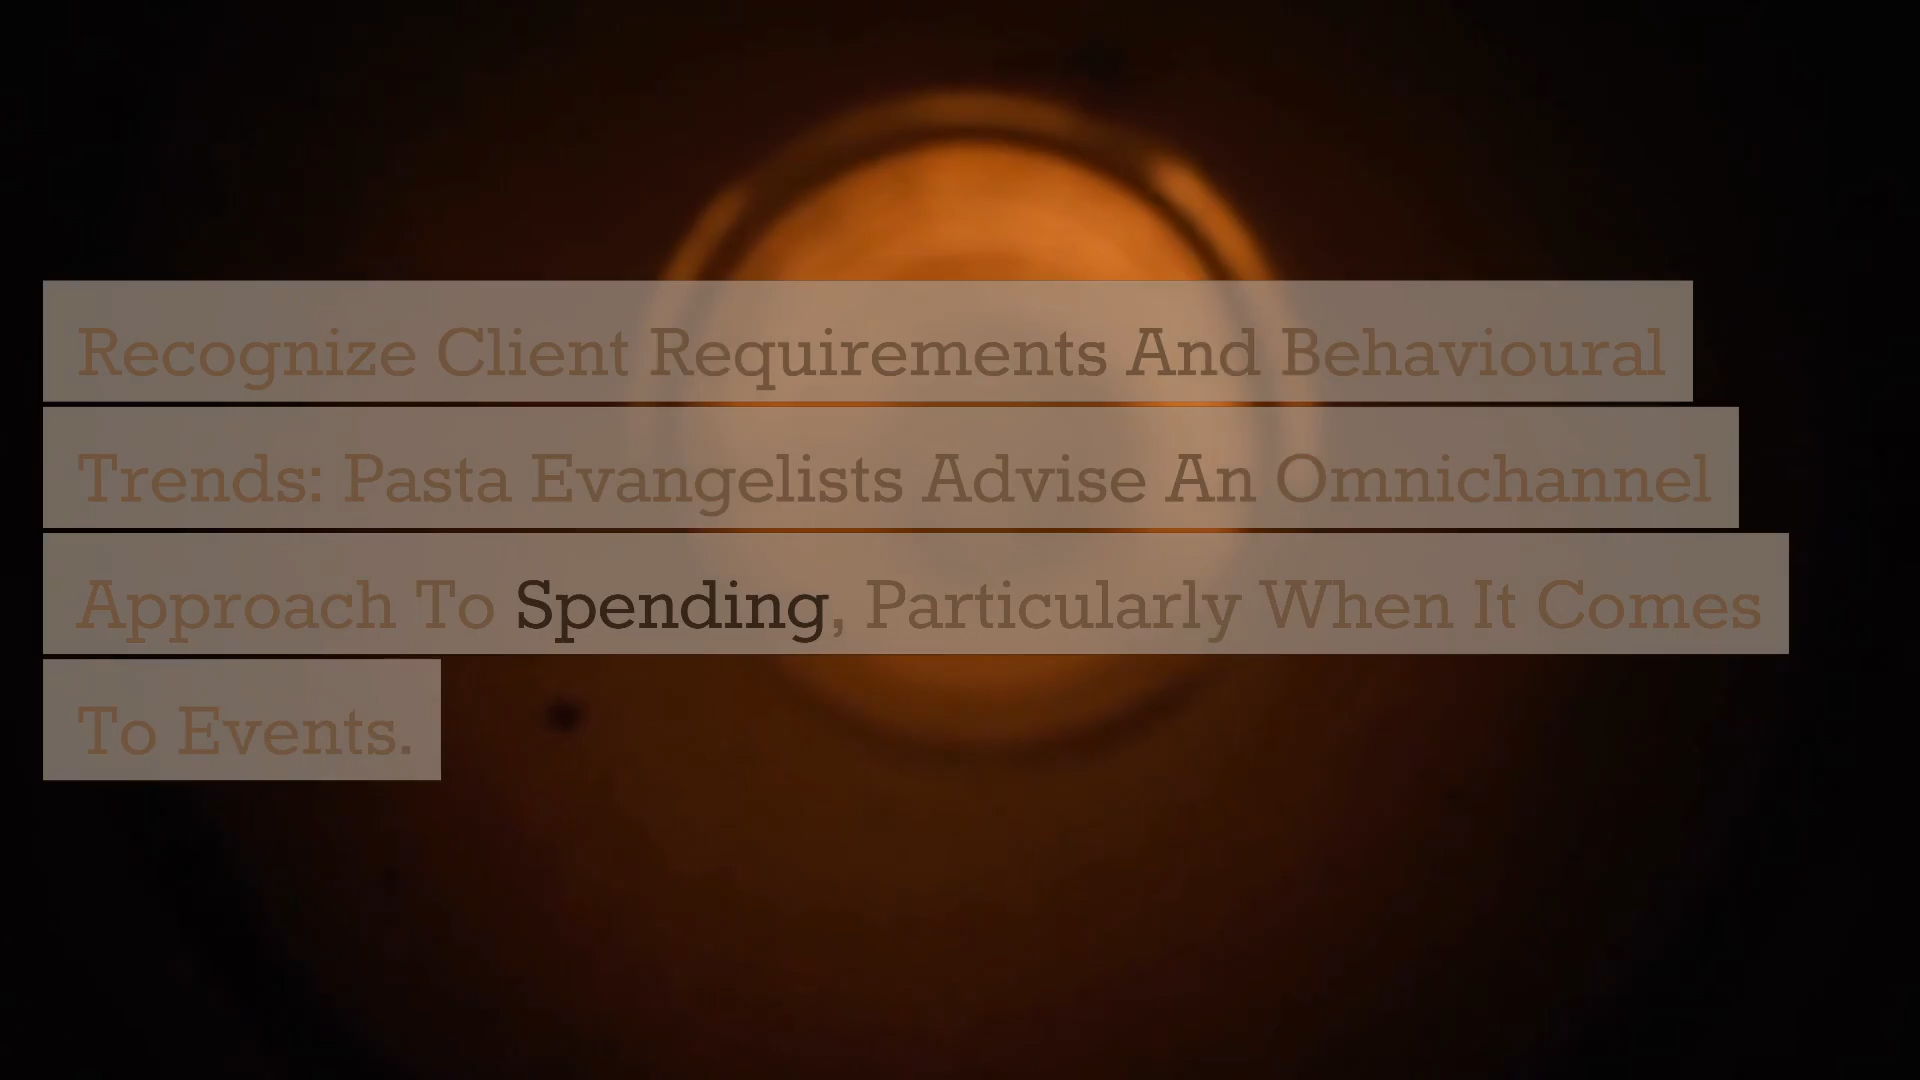 Recognize Client Requirements And Behavioural
Trends: Pasta Evangelists Advise An Omnichannel
Approach To Spending, Particularly When It Comes
To Events.